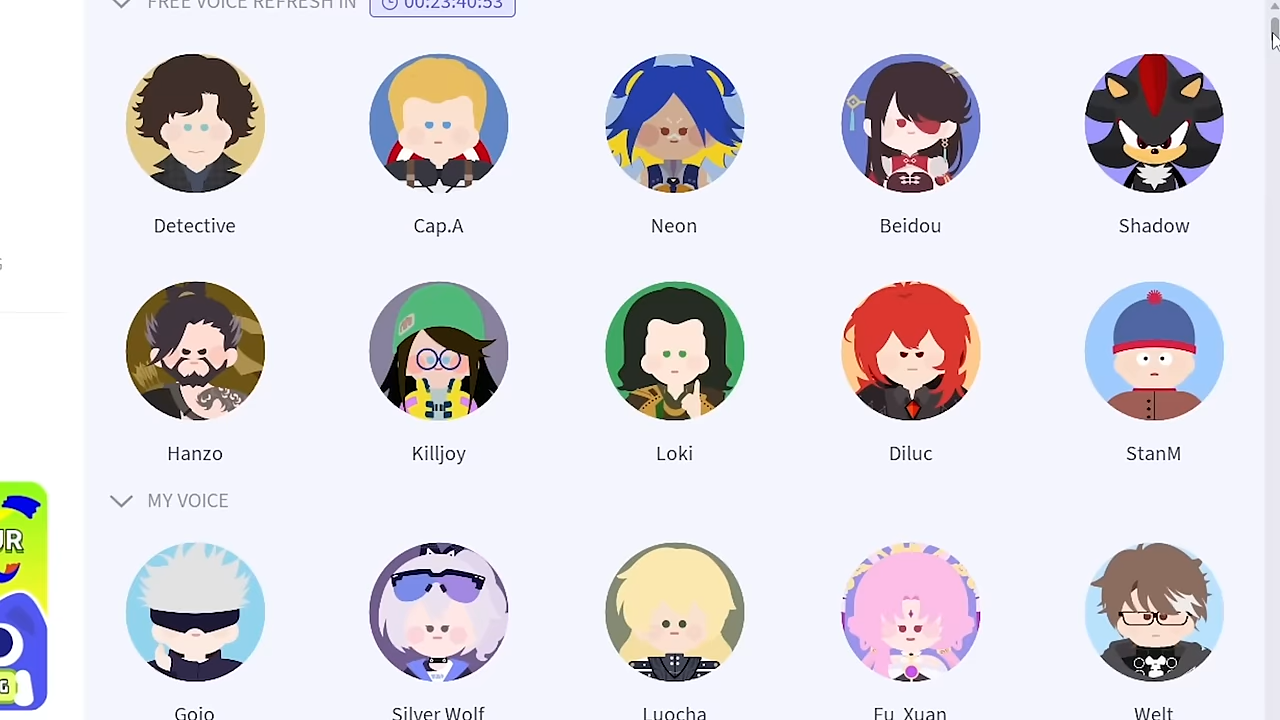 FREE VOICE REFRESH IN 00:23:40:53
Detective Cap.A Neon Beidou Shadow
G
Hanzo Killjoy Loki Diluc StanM
MY VOICE
UR
G
Gojo Silver Wolf Luocha Fu Xuan Welt